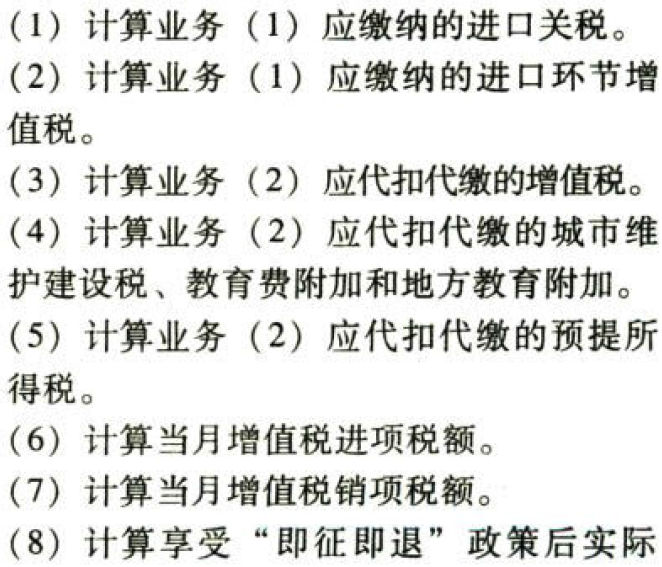 (1) 计算业务 (1) 应缴纳的进口关税。
(2) 计算业务 (1) 应缴纳的进口环节增
值税。
(3) 计算业务 (2) 应代扣代缴的增值税。
(4) 计算业务 (2) 应代扣代缴的城市维
护建设税、教育费附加和地方教育附加。
(5) 计算业务 (2) 应代扣代缴的预提所
得税。
(6) 计算当月增值税进项税额。
(7) 计算当月增值税销项税额。
(8) 计算享受“即征即退”政策后实际